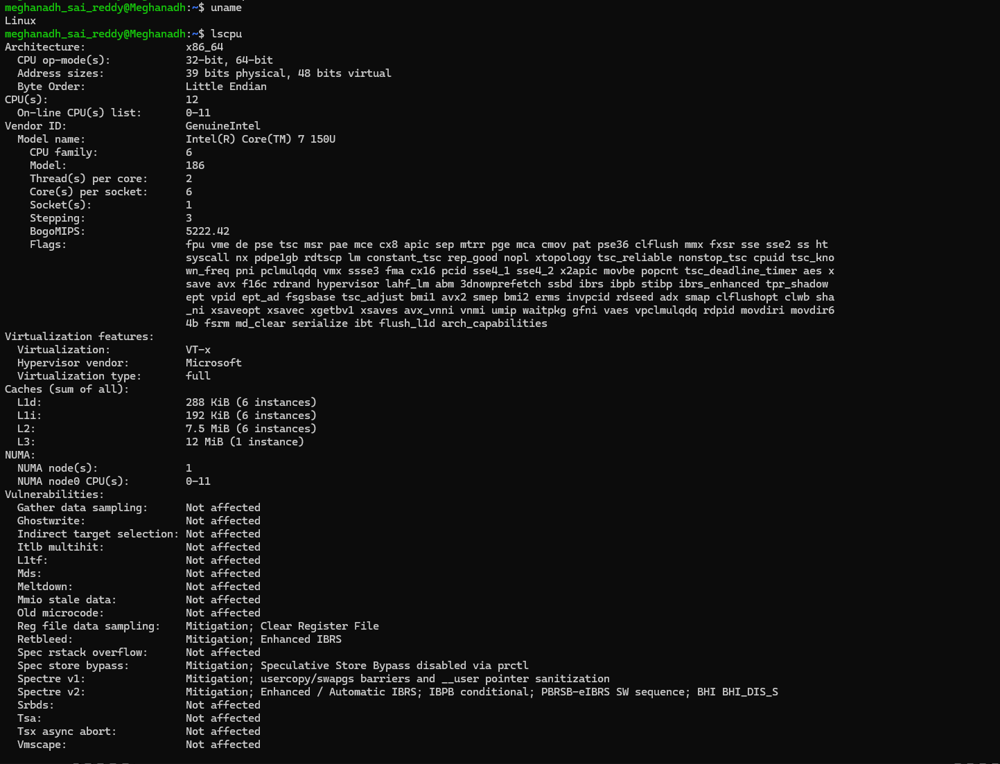 meghanadh_sai_reddy@Meghanadh:~$ uname
Linux
meghanadh_sai_reddy@Meghanadh:~$ lscpu
Architecture: x86_64
CPU op-mode(s): 32-bit, 64-bit
Address sizes: 39 bits physical, 48 bits virtual
Byte Order: Little Endian
CPU(s): 12
On-line CPU(s) list: 0-11
Vendor ID: GenuineIntel
Model name: Intel(R) Core(TM) 7 150U
CPU family: 6
Model: 186
Thread(s) per core: 2
Core(s) per socket: 6
Socket(s): 1
Stepping: 3
BogoMIPS: 5222.42
Flags: fpu vme de pse tsc msr pae mce cx8 apic sep mtrr pge mca cmov pat pse36 clflush mmx fxsr sse sse2 ss ht
syscall nx pdpe1gb rdtscp lm constant_tsc rep_good nopl xtopology tsc_reliable nonstop_tsc cpuid tsc_kno
wn_freq pni pclmulqdq vmx ssse3 fma cx16 pcid sse4_1 sse4_2 x2apic movbe popcnt tsc_deadline_timer aes x
save avx f16c rdrand hypervisor lahf_lm abm 3dnowprefetch ssbd ibrs ibpb stibp ibrs_enhanced tpr_shadow
ept vpid ept_ad fsgsbase tsc_adjust bmi1 avx2 smep bmi2 erms invpcid rdseed adx smap clflushopt clwb sha
_ni xsaveopt xsavec xgetbv1 xsaves avx_vnni vnmi umip waitpkg gfni vaes vpclmulqdq rdpid movdiri movdir6
4b fsrm md_clear serialize ibt flush_l1d arch_capabilities
Virtualization features:
Virtualization: VT-x
Hypervisor vendor: Microsoft
Virtualization type: full
Caches (sum of all):
L1d: 288 KiB (6 instances)
L1i: 192 KiB (6 instances)
L2: 7.5 MiB (6 instances)
L3: 12 MiB (1 instance)
NUMA:
NUMA node(s): 1
NUMA node0 CPU(s): 0-11
Vulnerabilities:
Gather data sampling: Not affected
Ghostwrite: Not affected
Indirect target selection: Not affected
Itlb multihit: Not affected
L1tf: Not affected
Mds: Not affected
Meltdown: Not affected
Mmio stale data: Not affected
Old microcode: Not affected
Reg file data sampling: Mitigation; Clear Register File
Retbleed: Mitigation; Enhanced IBRS
Spec rstack overflow: Not affected
Spec store bypass: Mitigation; Speculative Store Bypass disabled via prctl
Spectre v1: Mitigation; usercopy/swapgs barriers and __user pointer sanitization
Spectre v2: Mitigation; Enhanced / Automatic IBRS; IBPB conditional; PBRSB-eIBRS SW sequence; BHI BHI_DIS_S
Srbds: Not affected
Tsa: Not affected
Tsx async abort: Not affected
Vmscape: Not affected